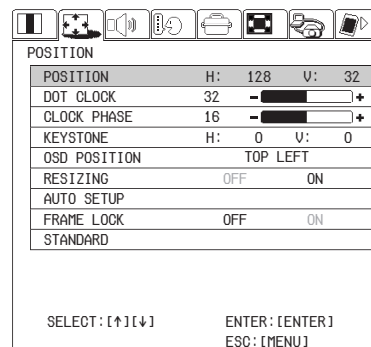 POSITION
POSITION H: 128 V: 32
DOT CLOCK 32 - +
CLOCK PHASE 16 - +
KEYSTONE H: 0 V: 0
OSD POSITION TOP LEFT
RESIZING OFF ON
AUTO SETUP
FRAME LOCK OFF ON
STANDARD
SELECT:[↑][↓] ENTER:[ENTER]
ESC:[MENU]